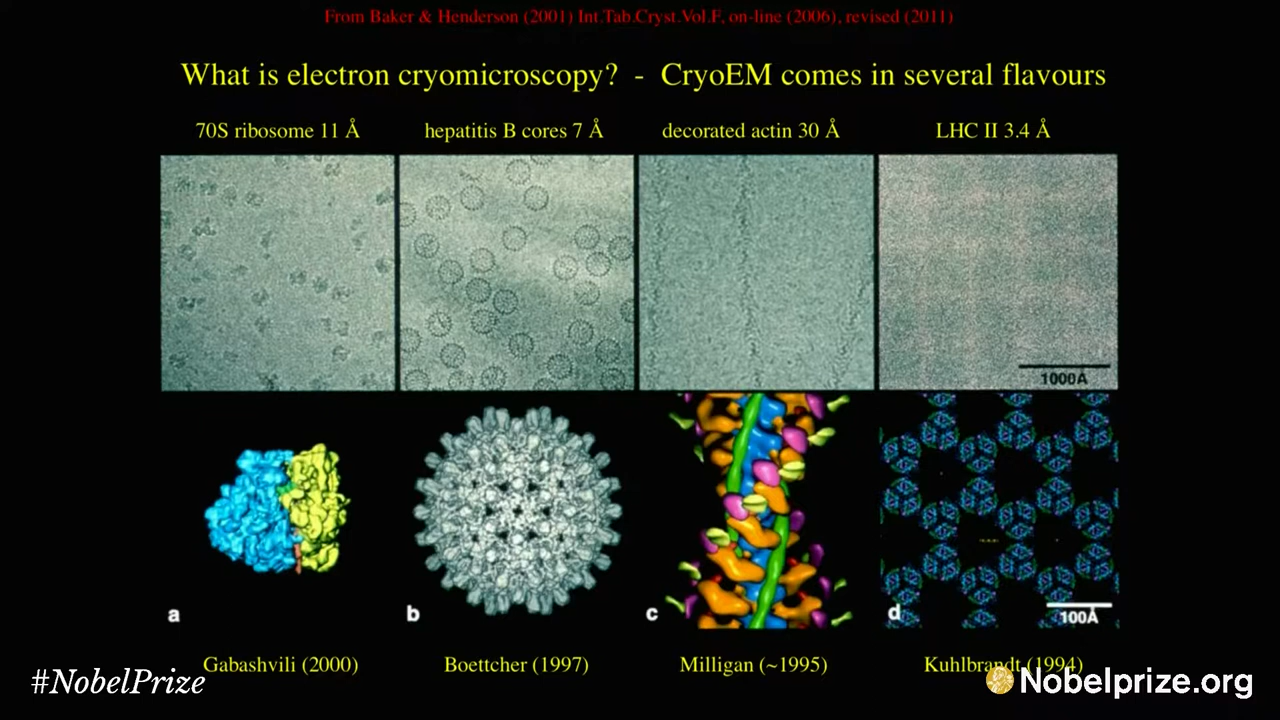 From Baker & Henderson (2001) Int.Tab.Cryst.Vol.F, on-line (2006), revised (2011)
What is electron cryomicroscopy? - CryoEM comes in several flavours
70S ribosome 11 Å hepatitis B cores 7 Å decorated actin 30 Å LHC II 3.4 Å
1000Å
a b c d 100Å
Gabashvili (2000) Boettcher (1997) Milligan (~1995) Kuhlbrandt (1994)
#NobelPrize Nobelprize.org